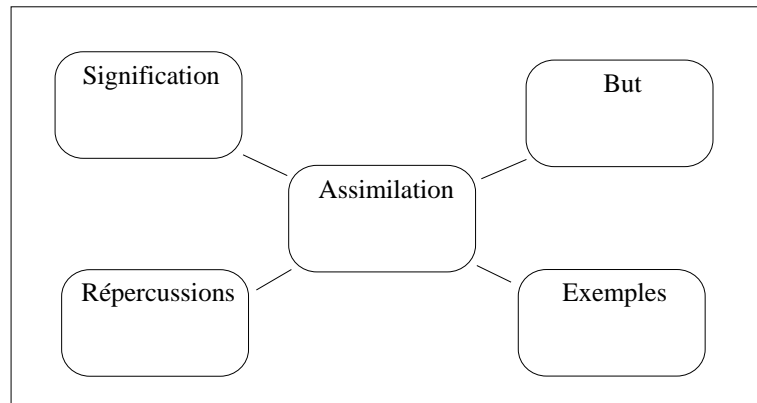 Signification
But
Assimilation
Répercussions
Exemples